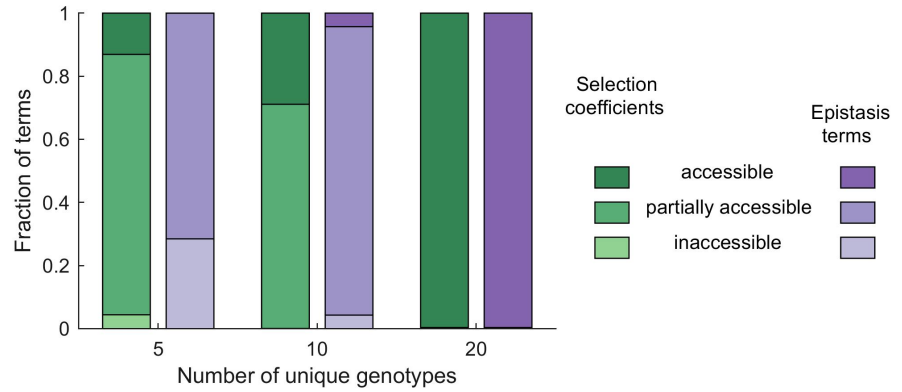 1
0.8
0.6
0.4
0.2
0
Fraction of terms
5
10
20
Number of unique genotypes
Selection
coefficients
Epistasis
terms
accessible
partially accessible
inaccessible